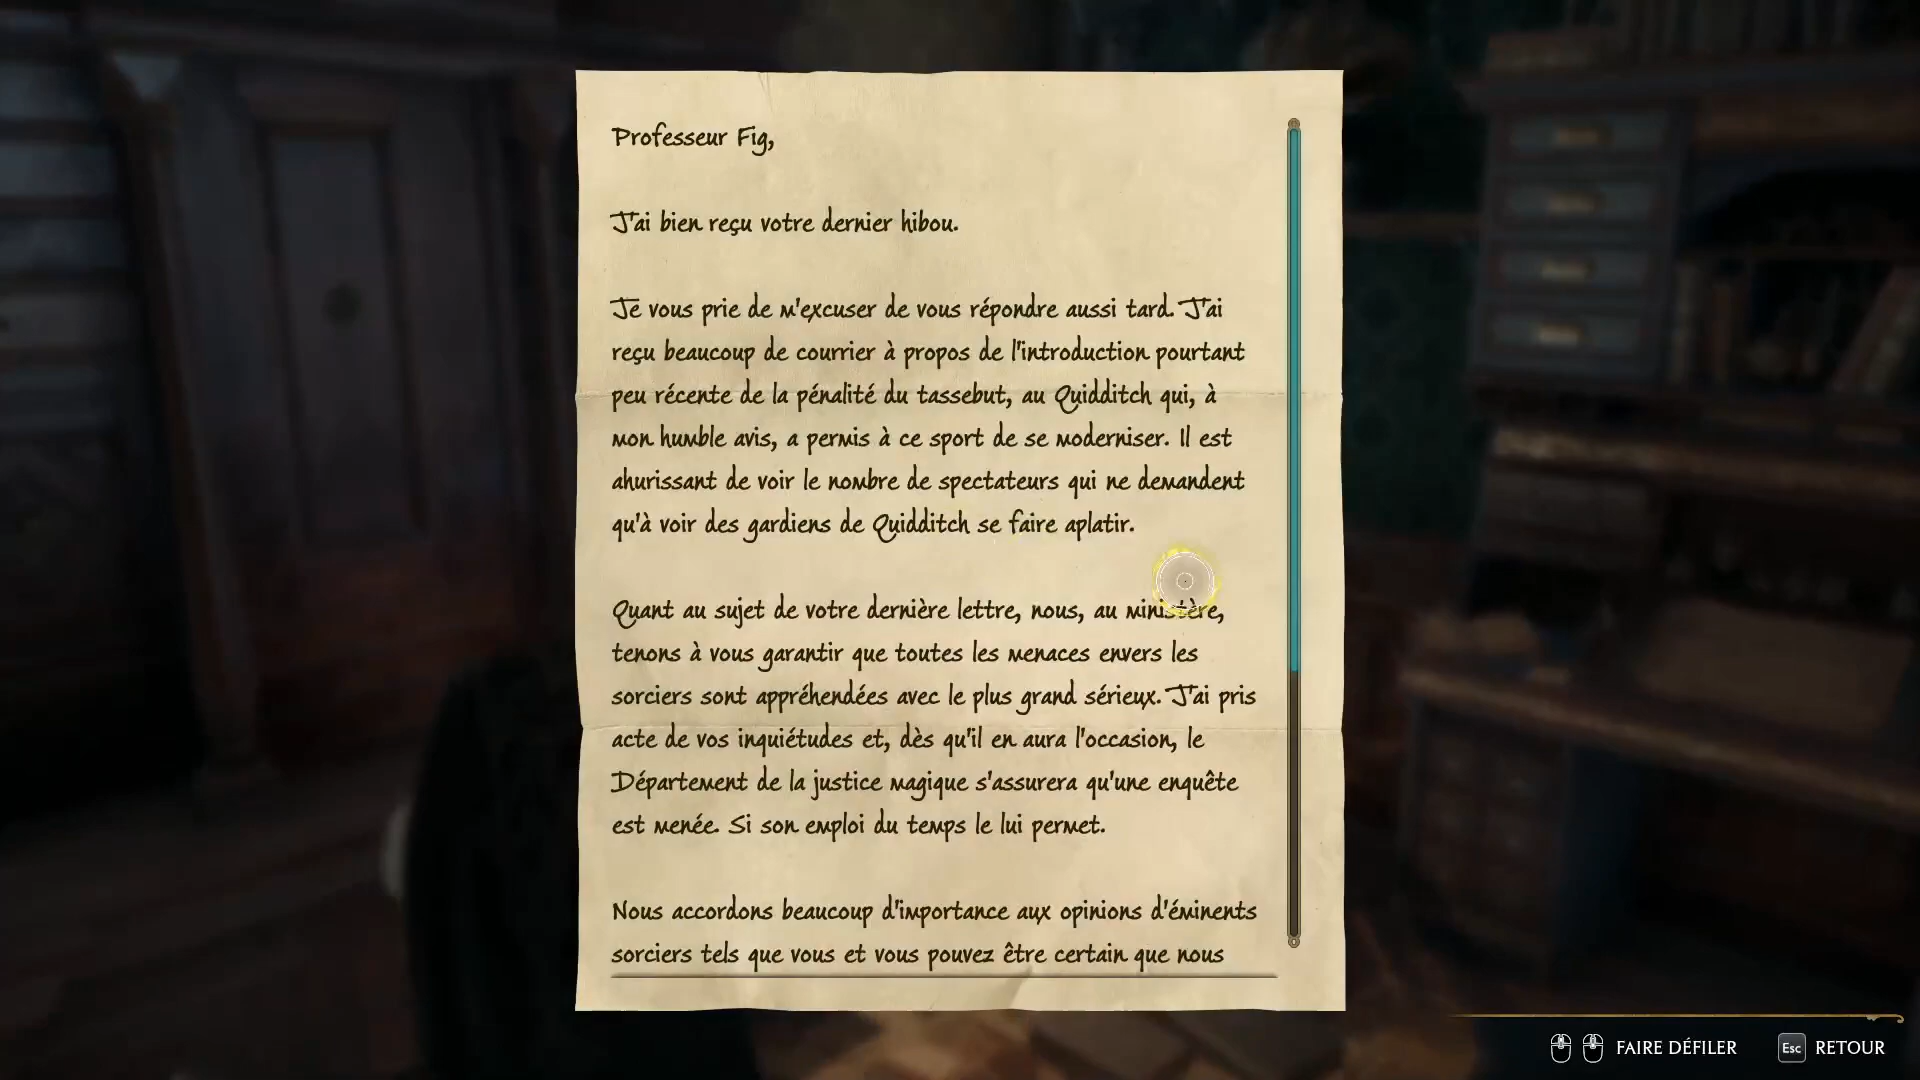 Professeur Fig,
J'ai bien reçu votre dernier hibou.
Je vous prie de m'excuser de vous répondre aussi tard. J'ai
reçu beaucoup de courrier à propos de l'introduction pourtant
peu récente de la pénalité du tassebut, au Quidditch qui, à
mon humble avis, a permis à ce sport de se moderniser. Il est
ahurissant de voir le nombre de spectateurs qui ne demandent
qu'à voir des gardiens de Quidditch se faire aplatir.
Quant au sujet de votre dernière lettre, nous, au ministère,
tenons à vous garantir que toutes les menaces envers les
sorciers sont appréhendées avec le plus grand sérieux. J'ai pris
acte de vos inquiétudes et, dès qu'il en aura l'occasion, le
Département de la justice magique s'assurera qu'une enquête
est menée. Si son emploi du temps le lui permet.
Nous accordons beaucoup d'importance aux opinions d'éminents
sorciers tels que vous et vous pouvez être certain que nous
FAIRE DÉFILER
Esc RETOUR